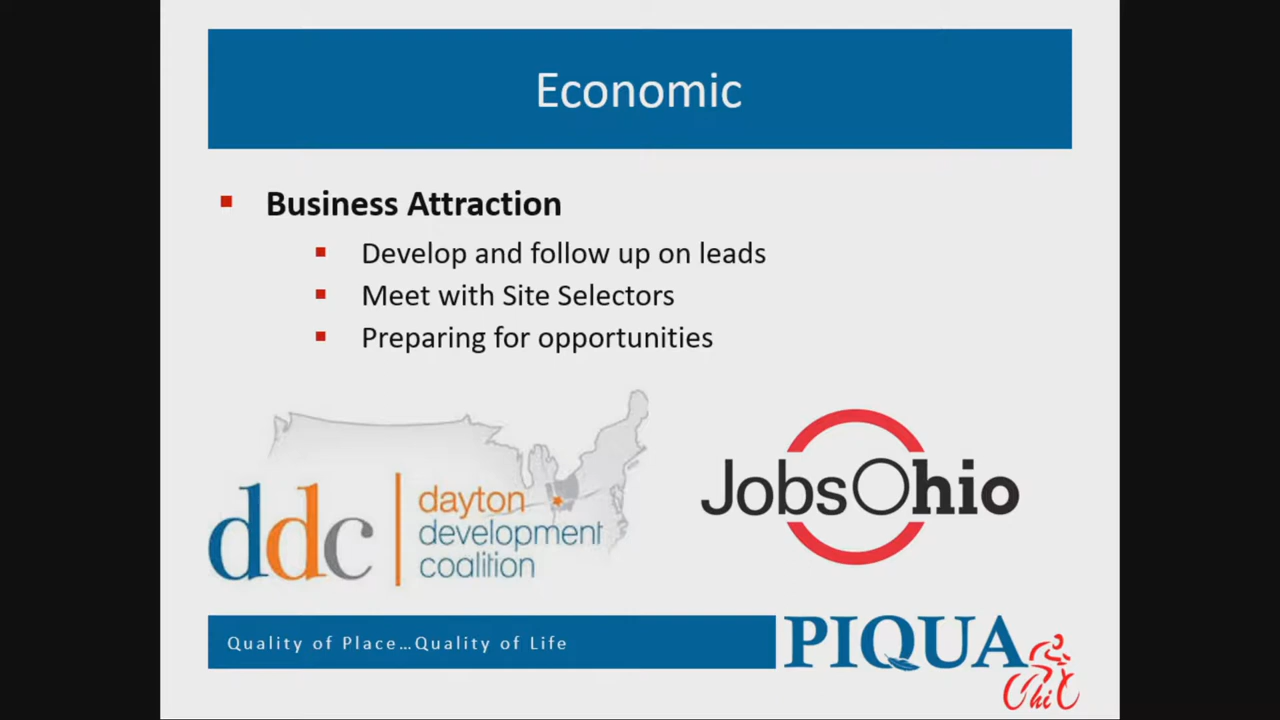 Economic
Business Attraction
Develop and follow up on leads
Meet with Site Selectors
Preparing for opportunities
ddc
dayton
development
coalition
JobsOhio
Quality of Place…Quality of Life
PIQUA
Ohio